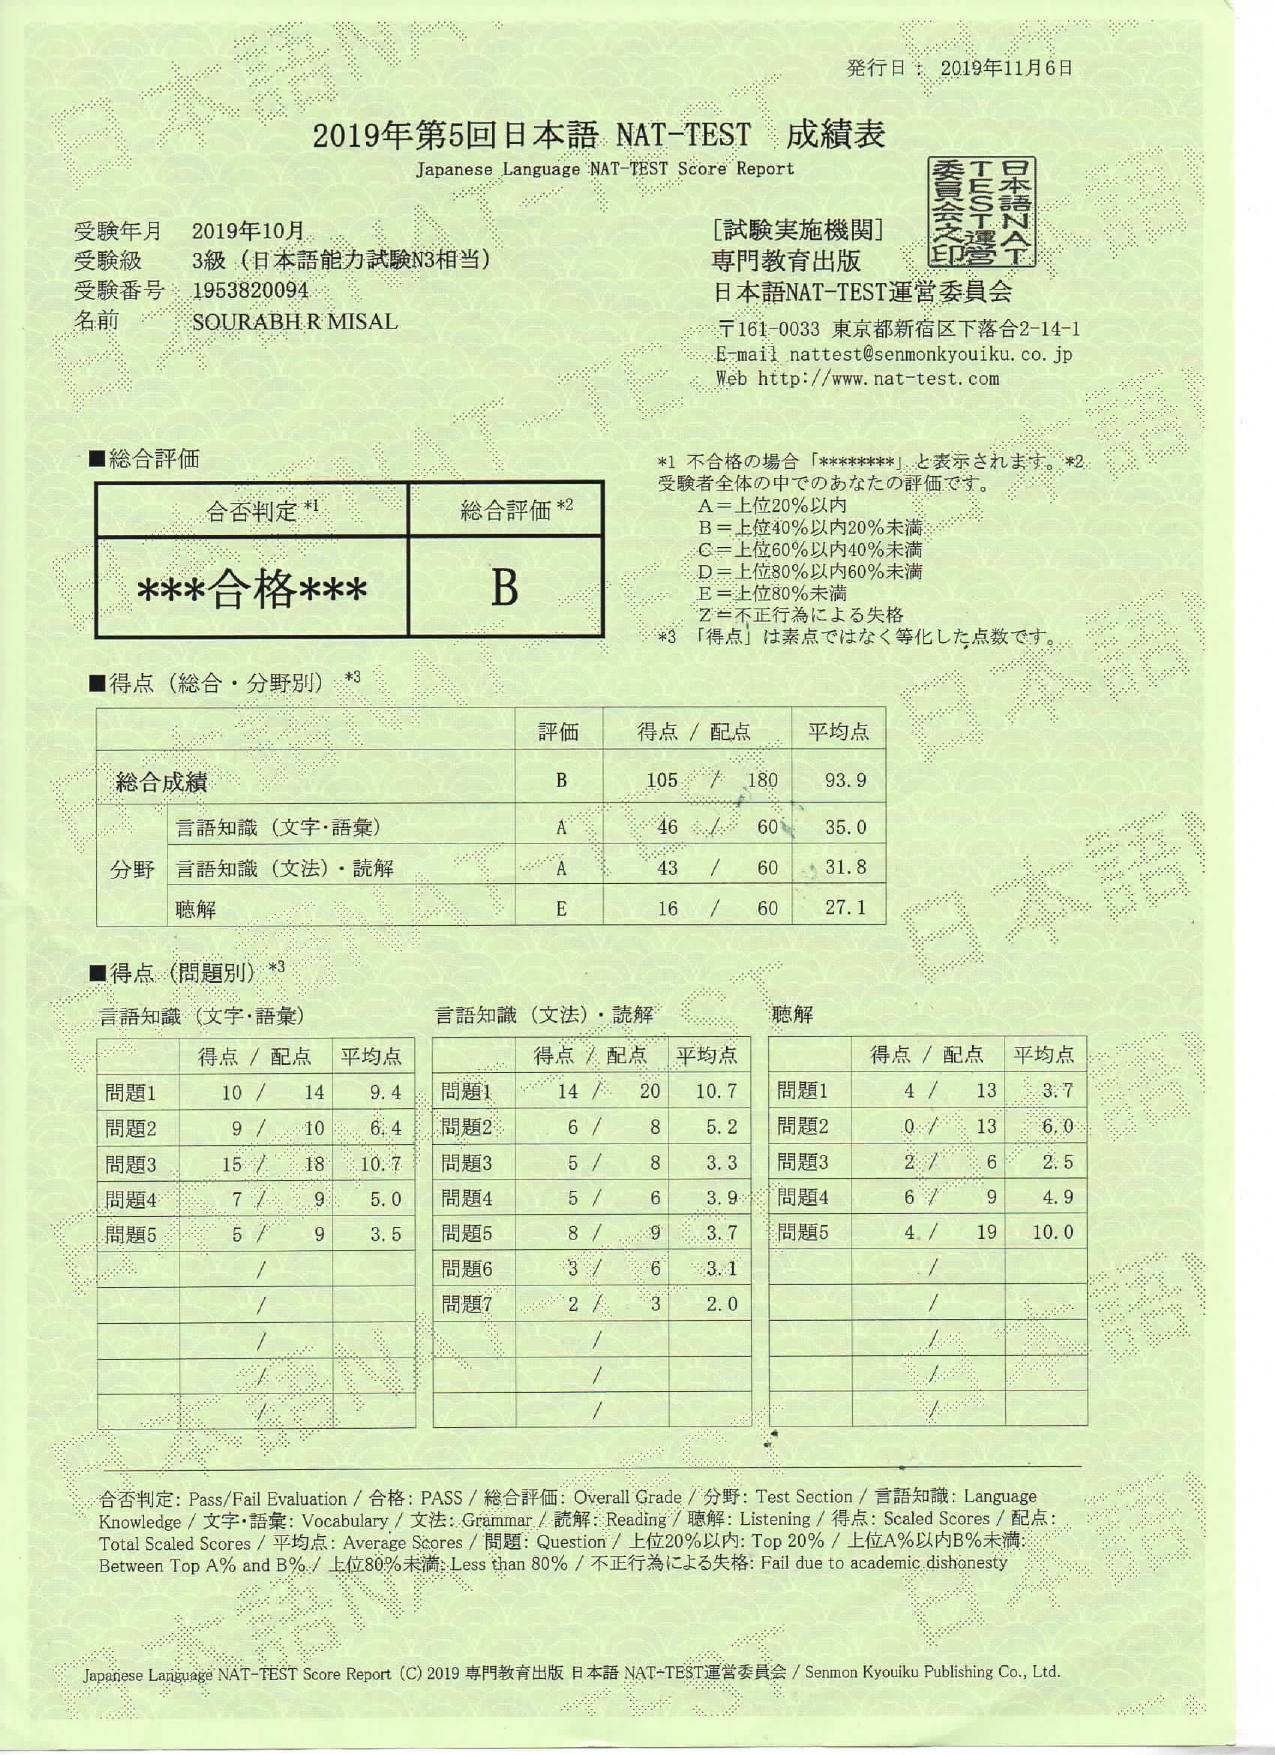 発行日： 2019年11月6日
2019年第5回日本語 NAT-TEST 成績表
Japanese Language NAT-TEST Score Report
受験年月 2019年10月
受験級 3級（日本語能力試験N3相当）
受験番号 1953820094
名前 SOURABH R MISAL
[試験実施機関]
専門教育出版
日本語NAT-TEST運営委員会
日本語NAT
TEST運営
委員会之印
〒161-0033 東京都新宿区下落合2-14-1
E-mail nattest@senmonkyouiku.co.jp
Web http://www.nat-test.com
■総合評価
合否判定*1 総合評価*2
***合格*** B
*1 不合格の場合「********」と表示されます。*2
受験者全体の中でのあなたの評価です。
A＝上位20%以内
B＝上位40%以内20%未満
C＝上位60%以内40%未満
D＝上位80%以内60%未満
E＝上位80%未満
Z＝不正行為による失格
*3 「得点」は素点ではなく等化した点数です。
■得点（総合・分野別） *3
評価 得点 / 配点 平均点
総合成績 B 105 / 180 93.9
分野
言語知識（文字・語彙） A 46 / 60 35.0
言語知識（文法）・読解 A 43 / 60 31.8
聴解 E 16 / 60 27.1
■得点（問題別） *3
言語知識（文字・語彙）
得点 / 配点 平均点
問題1 10 / 14 9.4
問題2 9 / 10 6.4
問題3 15 / 18 10.7
問題4 7 / 9 5.0
問題5 5 / 9 3.5
/
/
/
/
/
言語知識（文法）・読解
得点 / 配点 平均点
問題1 14 / 20 10.7
問題2 6 / 8 5.2
問題3 5 / 8 3.3
問題4 5 / 6 3.9
問題5 8 / 9 3.7
問題6 3 / 6 3.1
問題7 2 / 3 2.0
/
/
/
聴解
得点 / 配点 平均点
問題1 4 / 13 3.7
問題2 0 / 13 6.0
問題3 2 / 6 2.5
問題4 6 / 9 4.9
問題5 4 / 19 10.0
/
/
/
/
/
合否判定: Pass/Fail Evaluation / 合格: PASS / 総合評価: Overall Grade / 分野: Test Section / 言語知識: Language
Knowledge / 文字・語彙: Vocabulary / 文法: Grammar / 読解: Reading / 聴解: Listening / 得点: Scaled Scores / 配点:
Total Scaled Scores / 平均点: Average Scores / 問題: Question / 上位20%以内: Top 20% / 上位A%以内B%未満:
Between Top A% and B% / 上位80%未満: Less than 80% / 不正行為による失格: Fail due to academic dishonesty
Japanese Language NAT-TEST Score Report (C) 2019 専門教育出版 日本語 NAT-TEST運営委員会 / Senmon Kyouiku Publishing Co., Ltd.